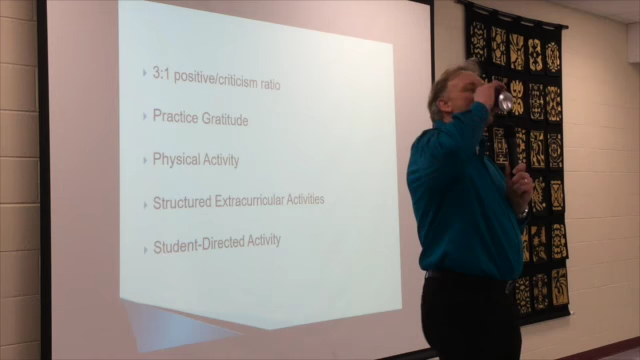 3:1 positive/criticism ratio
Practice Gratitude
Physical Activity
Structured Extracurricular Activities
Student-Directed Activity